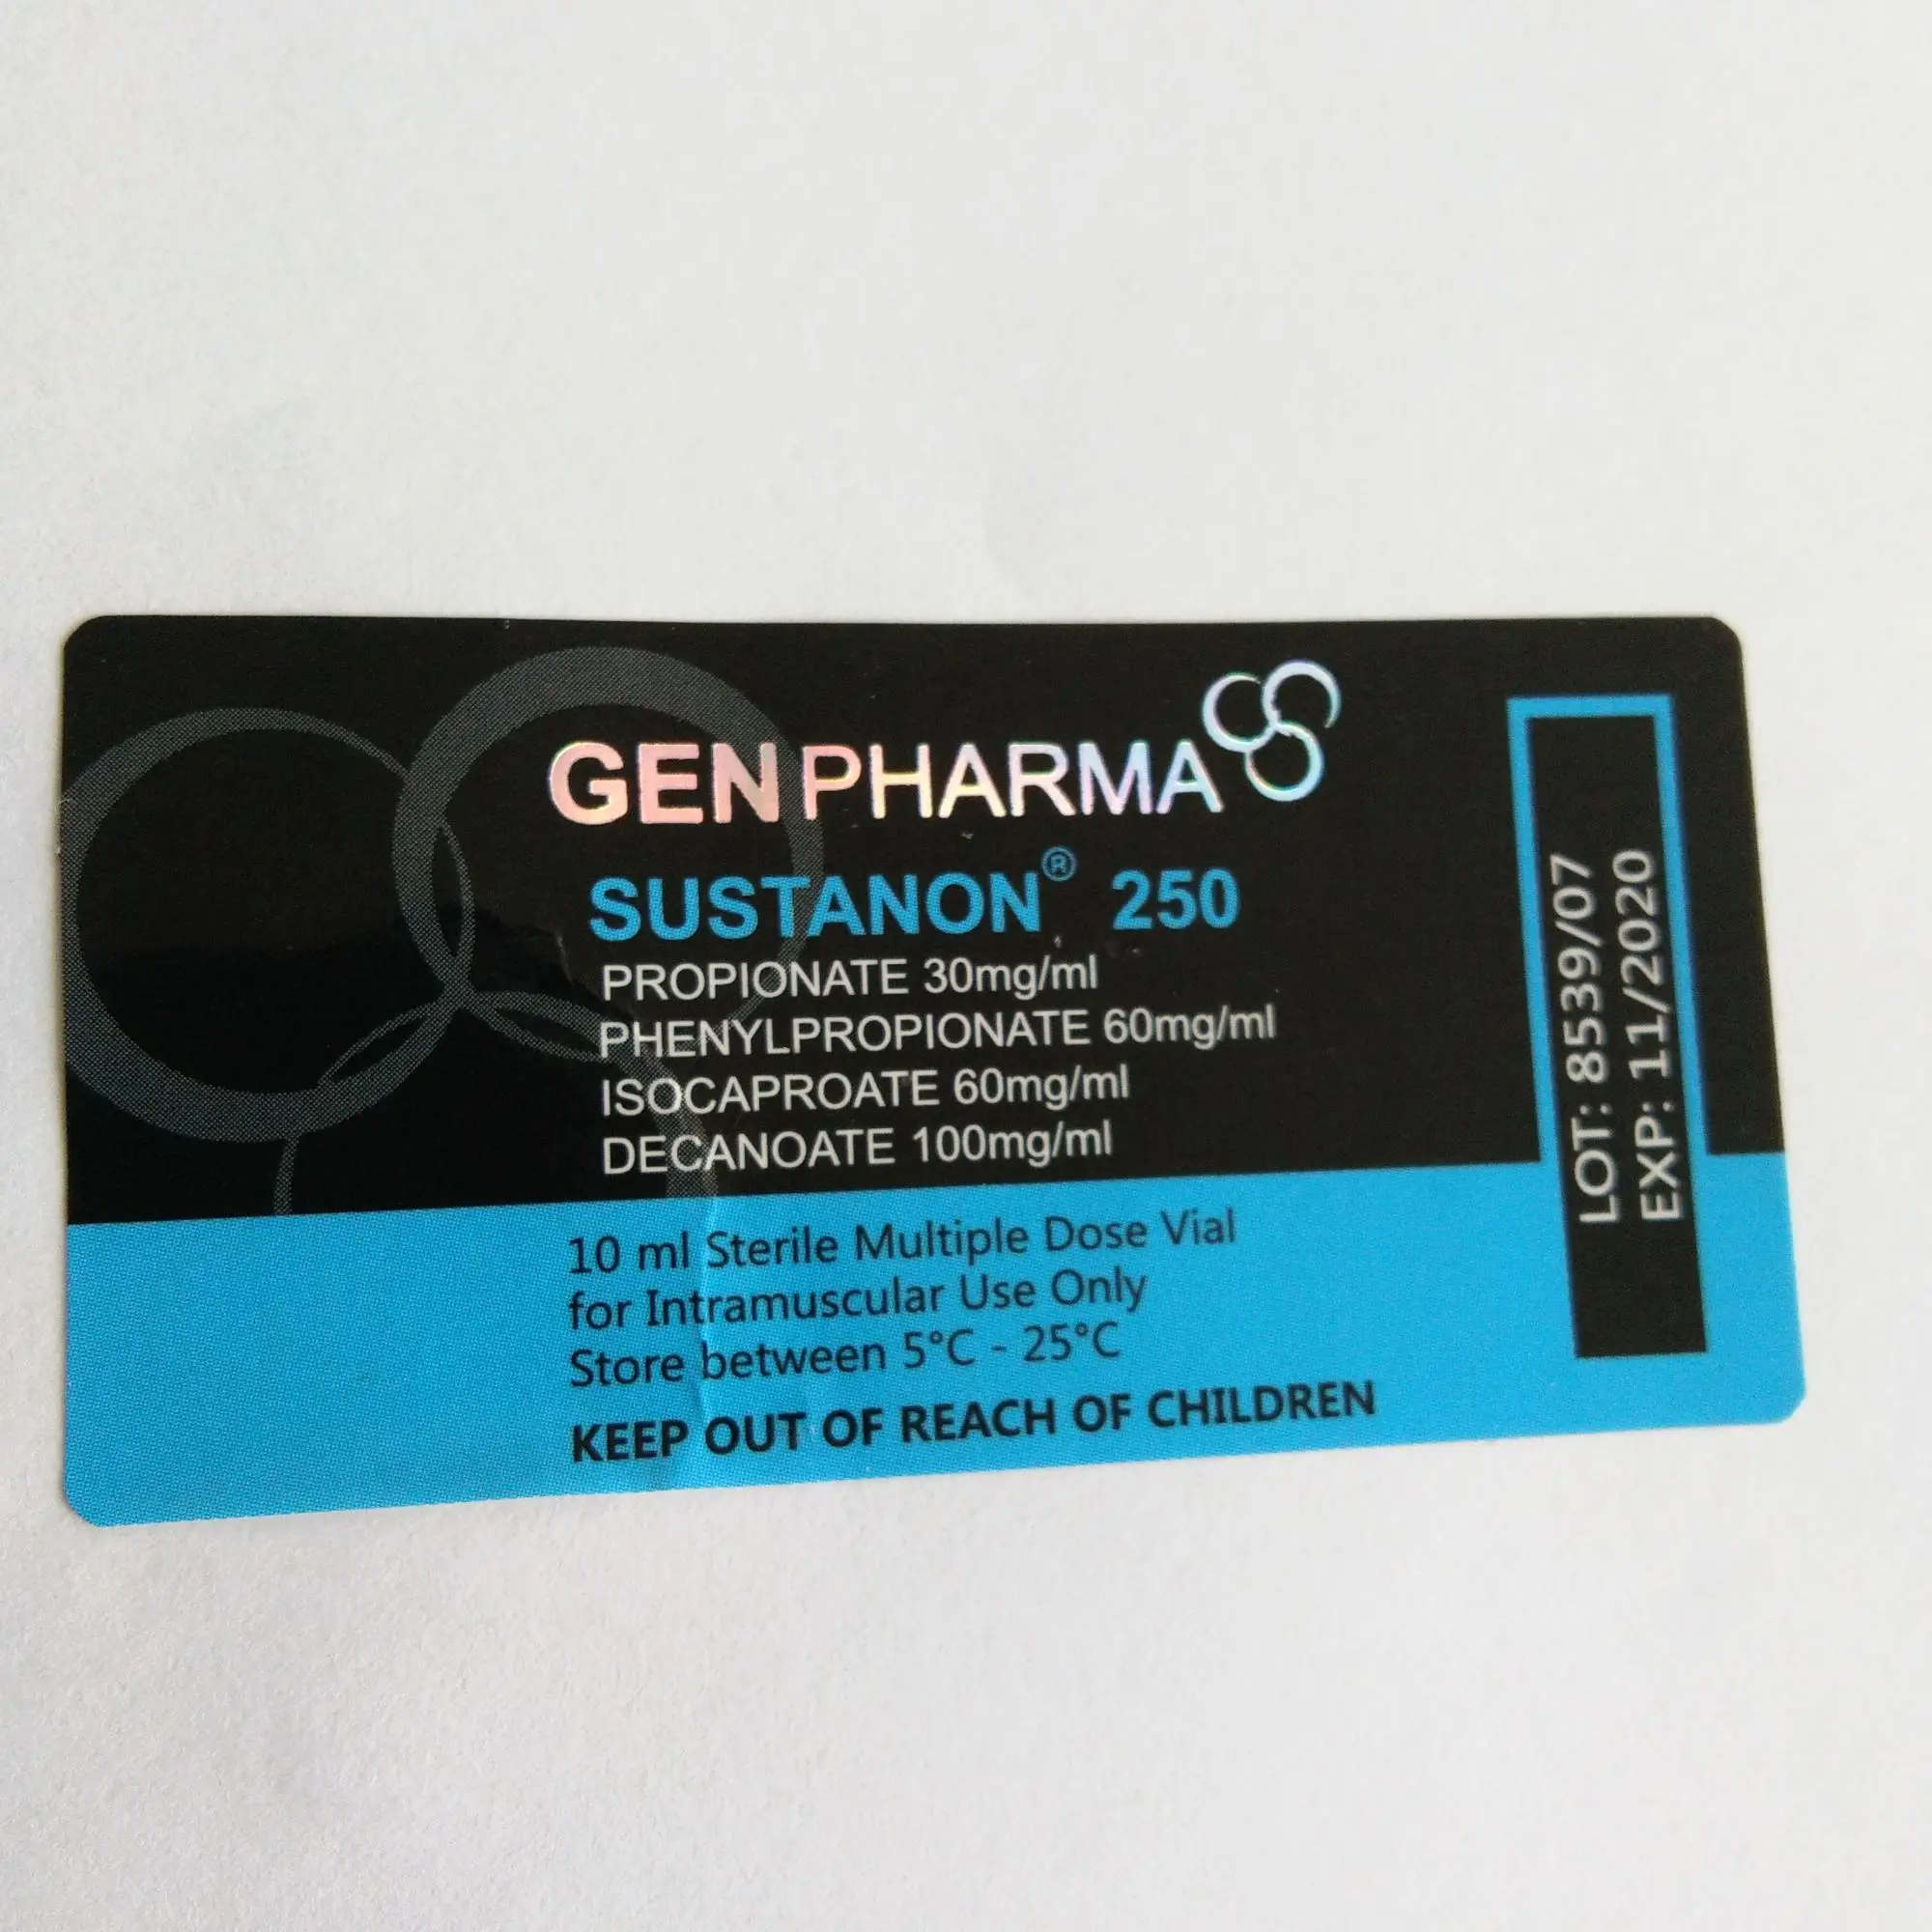 GEN PHARMA
SUSTANON® 250
PROPIONATE 30mg/ml
PHENYLPROPIONATE 60mg/ml
ISOCAPROATE 60mg/ml
DECANOATE 100mg/ml
10 ml Sterile Multiple Dose Vial
for Intramuscular Use Only
Store between 5°C - 25°C
KEEP OUT OF REACH OF CHILDREN
LOT: 8539/07
EXP: 11/2020